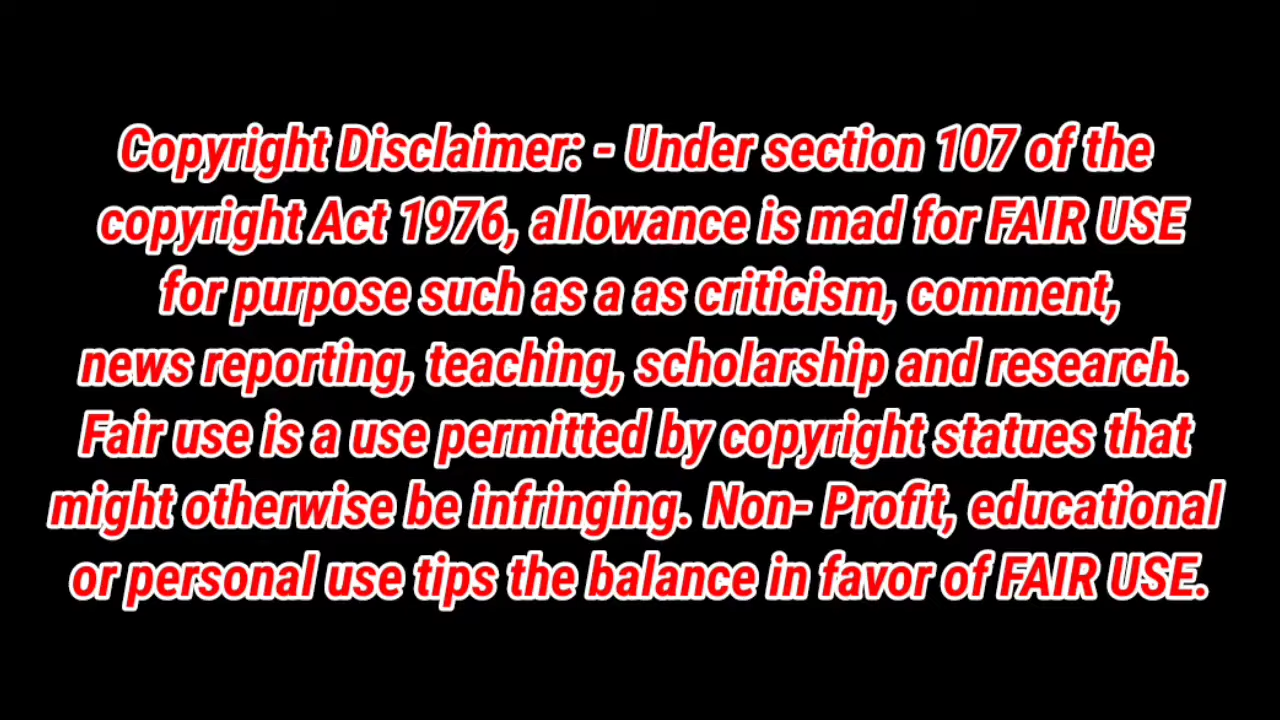 Copyright Disclaimer: - Under section 107 of the
copyright Act 1976, allowance is mad for FAIR USE
for purpose such as a as criticism, comment,
news reporting, teaching, scholarship and research.
Fair use is a use permitted by copyright statues that
might otherwise be infringing. Non- Profit, educational
or personal use tips the balance in favor of FAIR USE.